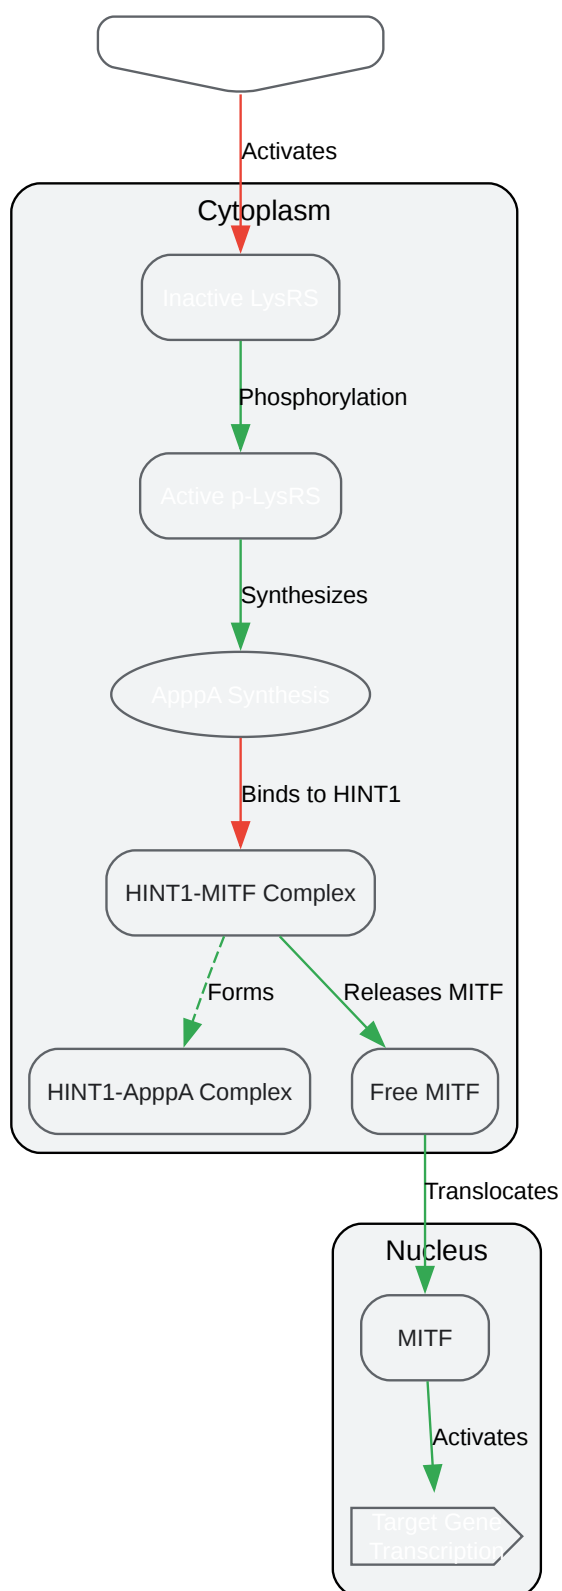 Activates
Cytoplasm
Inactive LysRS
Phosphorylation
Active p-LysRS
Synthesizes
ApppA Synthesis
Binds to HINT1
HINT1-MITF Complex
Forms
Releases MITF
HINT1-ApppA Complex
Free MITF
Translocates
Nucleus
MITF
Activates
Target Gene
Transcription